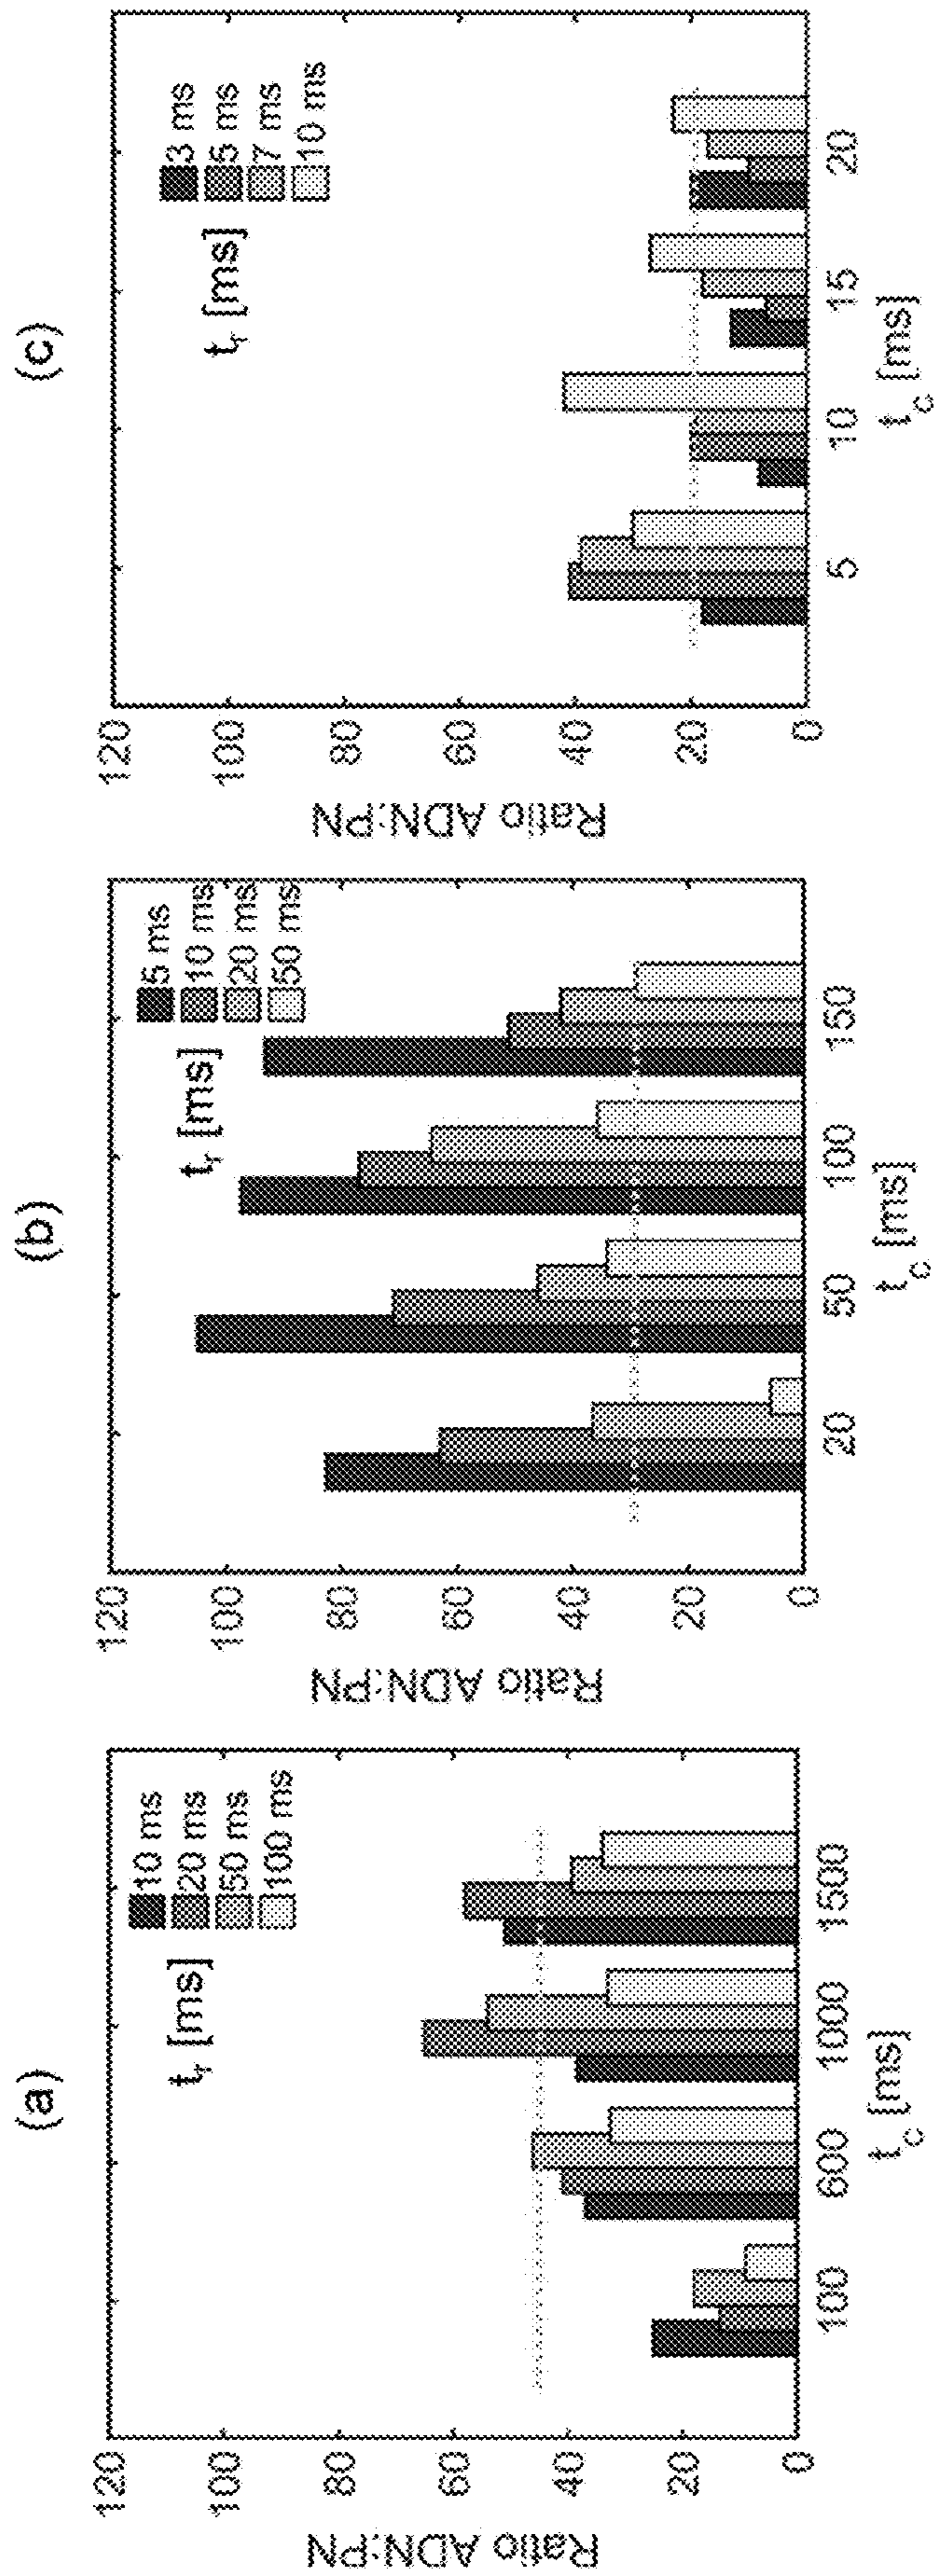 (a)
120
100
80
60
40
20
0
Ratio ADN:PN
t_r [ms]
10 ms
20 ms
50 ms
100 ms
100
600
1000
1500
t_c [ms]
(b)
120
100
80
60
40
20
0
Ratio ADN:PN
t_r [ms]
5 ms
10 ms
20 ms
50 ms
20
50
100
150
t_c [ms]
(c)
120
100
80
60
40
20
0
Ratio ADN:PN
t_r [ms]
3 ms
5 ms
7 ms
10 ms
5
10
15
20
t_c [ms]